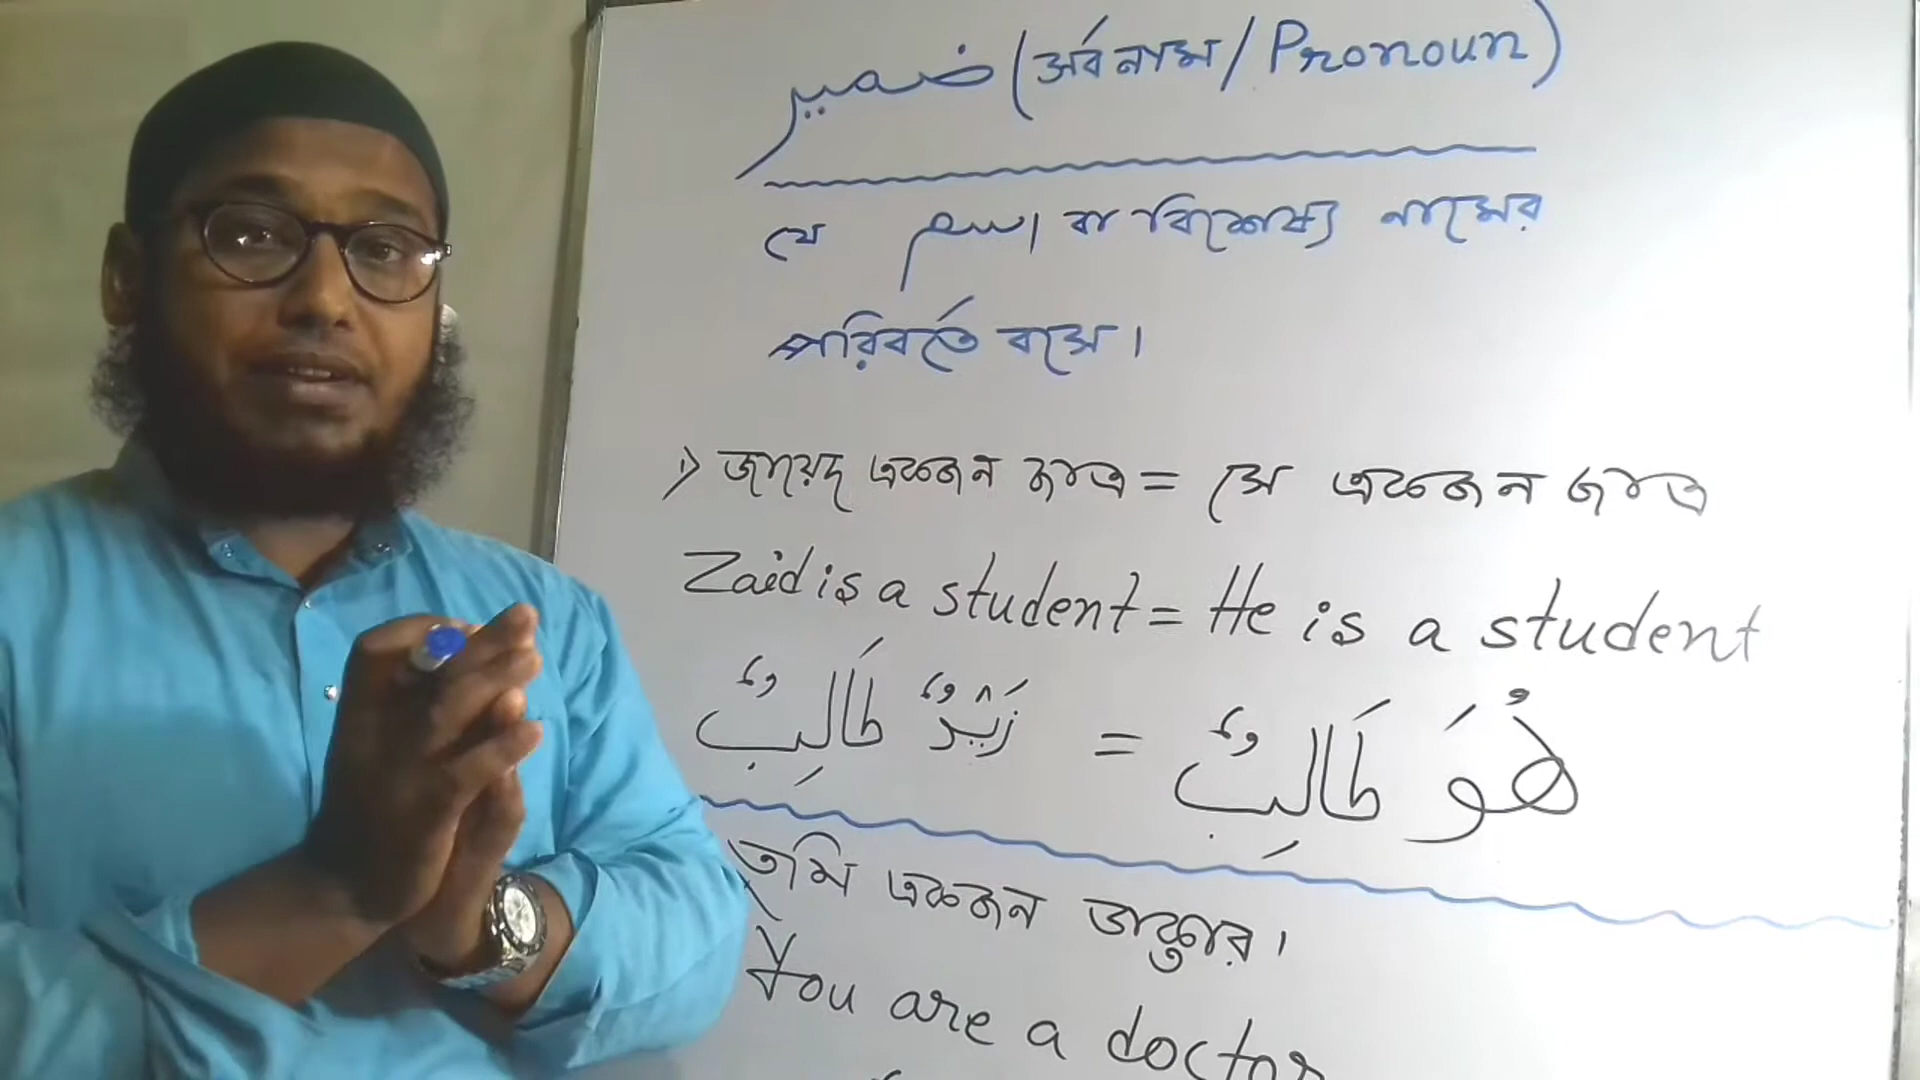 ضمير (সর্বনাম / Pronoun)
যে اسم বা বিশেষ্য নামের
পরিবর্তে বসে।
১) জায়েদ একজন ছাত্র = সে একজন ছাত্র
Zaid is a student = He is a student
زَيْدٌ طَالِبٌ = هُوَ طَالِبٌ
তুমি একজন ডাক্তার।
You are a doctor